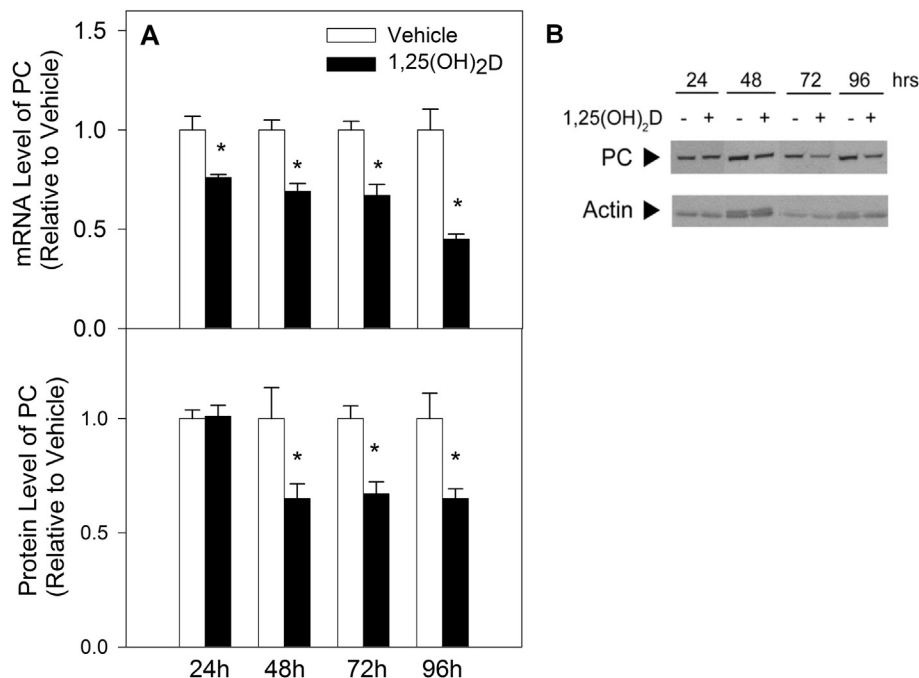 A
Vehicle
1,25(OH)2D
mRNA Level of PC
(Relative to Vehicle)
1.5
1.0
0.5
0.0
*
*
*
*
Protein Level of PC
(Relative to Vehicle)
1.0
0.5
0.0
*
*
*
24h 48h 72h 96h
B
24 48 72 96 hrs
1,25(OH)2D - + - + - + - +
PC
Actin